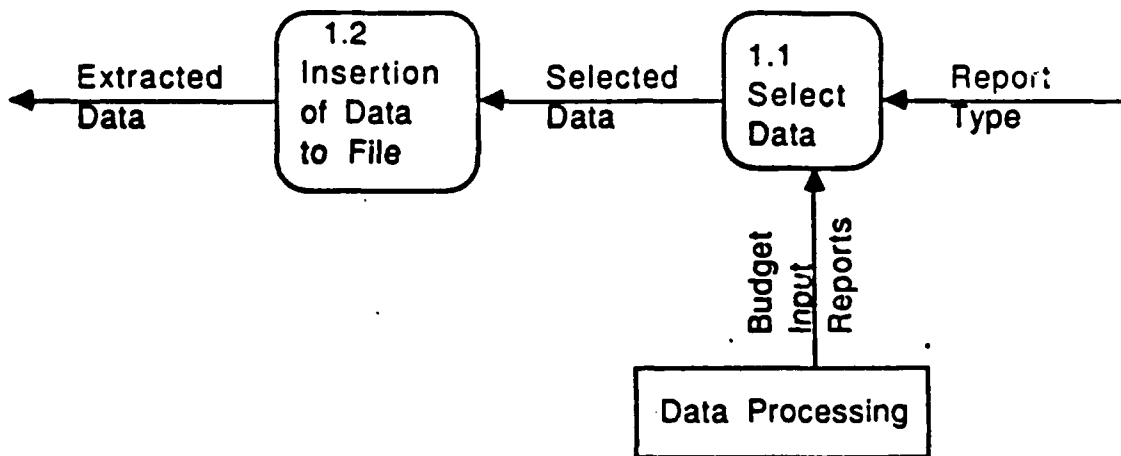 1.2
Insertion
of Data
to File
Extracted
Data
Selected
Data
1.1
Select
Data
Report
Type
Budget
Input
Reports
Data Processing